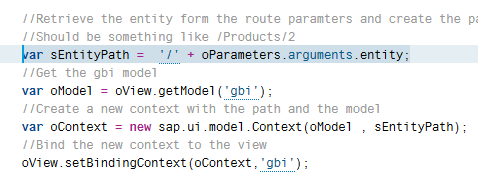 //Retrieve the entity form the route paramters and create the
//Should be something like /Products/2
var sEntityPath =  '/' + oParameters.arguments.entity;
//Get the gbi model
var oModel = oView.getModel('gbi');
//Create a new context with the path and the model
var oContext = new sap.ui.model.Context(oModel , sEntityPath);
//Bind the new context to the view
oView.setBindingContext(oContext,'gbi');